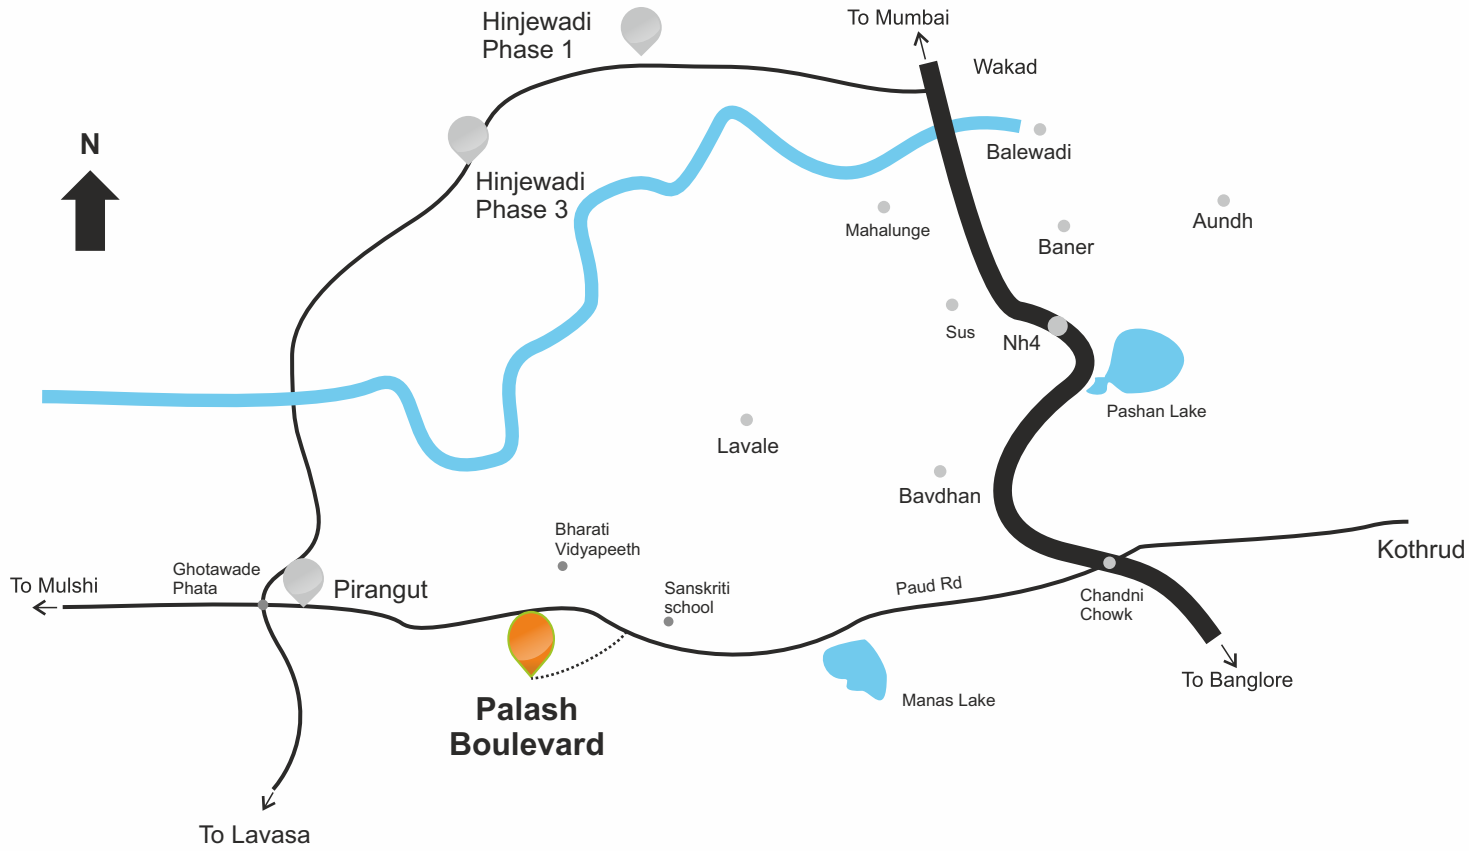 To Mumbai
Hinjewadi
Phase 1
Wakad
N
Balewadi
Hinjewadi
Phase 3
Mahalunge
Baner
Aundh
Sus
Nh4
Pashan Lake
Lavale
Bavdhan
Bharati
Vidyapeeth
Kothrud
Ghotawade
Phata
To Mulshi
Pirangut
Sanskriti
school
Paud Rd
Chandni
Chowk
To Banglore
Manas Lake
Palash
Boulevard
To Lavasa